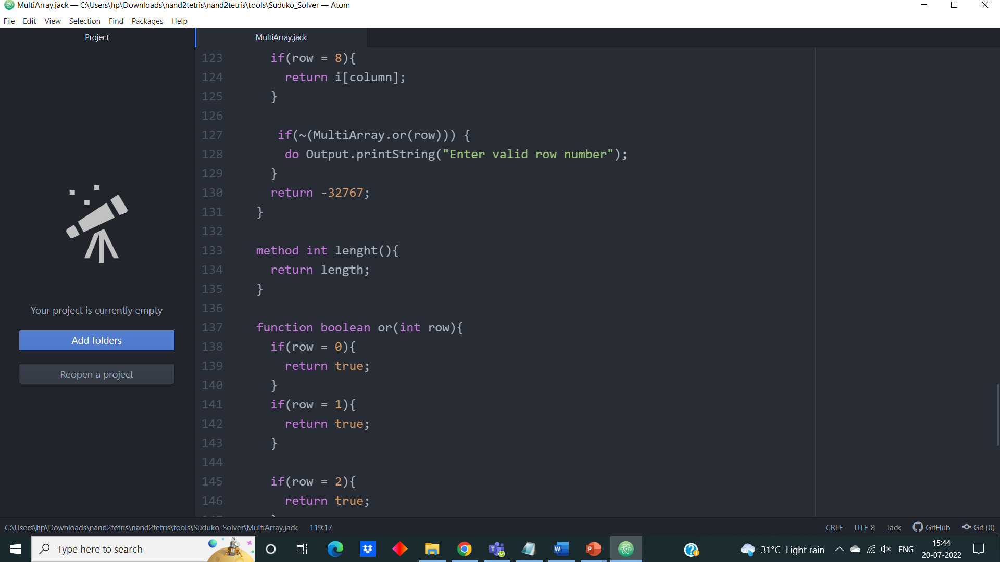 MultiArray.jack — C:\Users\hp\Downloads\nand2tetris\nand2tetris\tools\Suduko_Solver — Atom
File Edit View Selection Find Packages Help
Project
MultiArray.jack
123 if(row = 8){
124 return i[column];
125 }
126
127 if(~(MultiArray.or(row))) {
128 do Output.printString("Enter valid row number");
129 }
130 return -32767;
131 }
132
133 method int lenght(){
134 return length;
135 }
136
137 function boolean or(int row){
138 if(row = 0){
139 return true;
140 }
141 if(row = 1){
142 return true;
143 }
144
145 if(row = 2){
146 return true;
Your project is currently empty
Add folders
Reopen a project
C:\Users\hp\Downloads\nand2tetris\nand2tetris\tools\Suduko_Solver\MultiArray.jack 119:17
CRLF UTF-8 Jack GitHub Git (0)
Type here to search
31°C Light rain
ENG
15:44
20-07-2022